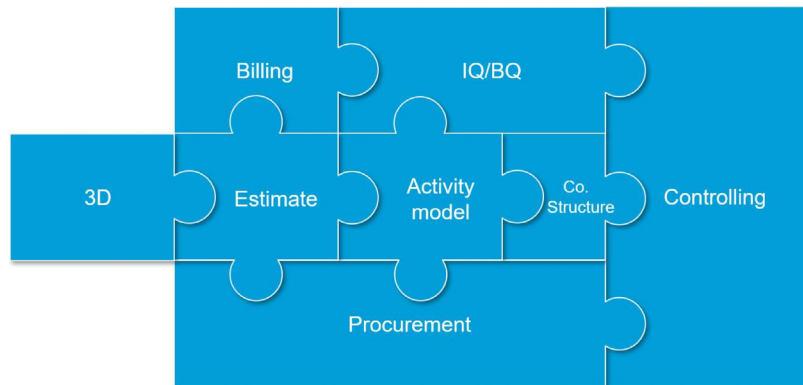 Billing
IQ/BQ
3D
Estimate
Activity
model
Co.
Structure
Controlling
Procurement